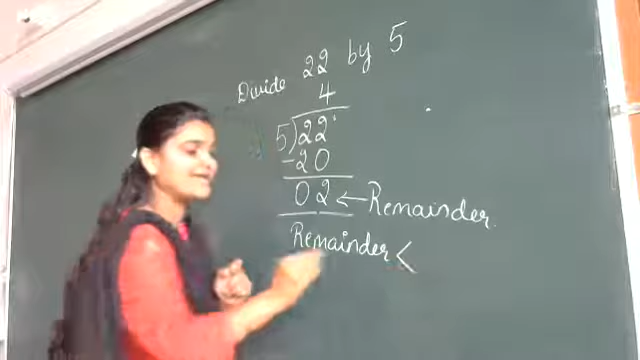 Divide 22 by 5
4
5)22
-20
02 ← Remainder
Remainder <